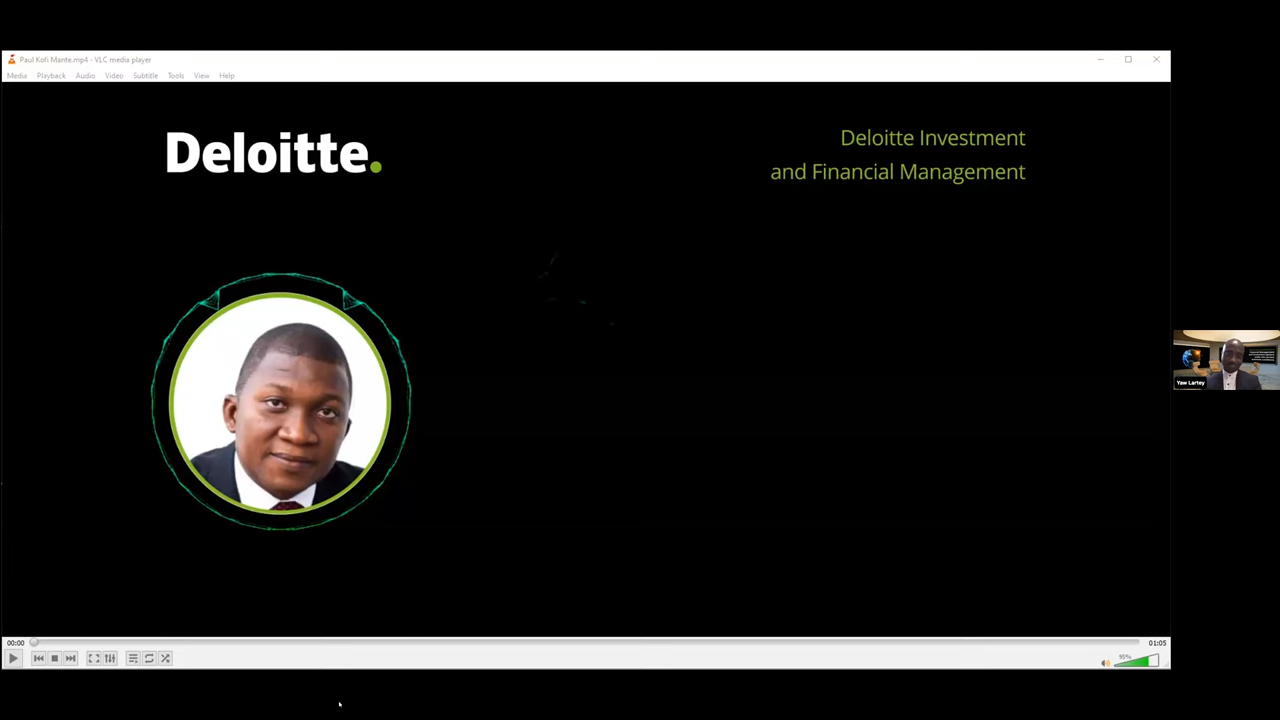 Paul Kofi Mante.mp4 - VLC media player
Media Playback Audio Video Subtitle Tools View Help
Deloitte.
Deloitte Investment
and Financial Management
Yaw Lartey
00:00
01:05
95%